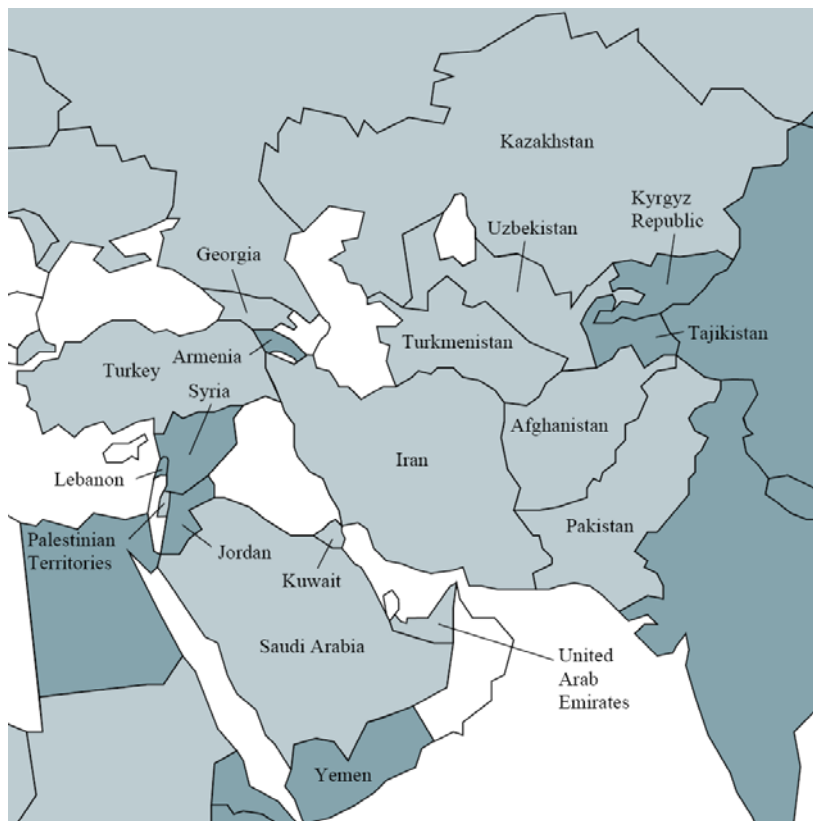 Kazakhstan
Kyrgyz
Republic
Uzbekistan
Georgia
Tajikistan
Turkmenistan
Armenia
Turkey
Syria
Afghanistan
Iran
Lebanon
Pakistan
Palestinian
Territories
Jordan
Kuwait
Saudi Arabia
United
Arab
Emirates
Yemen